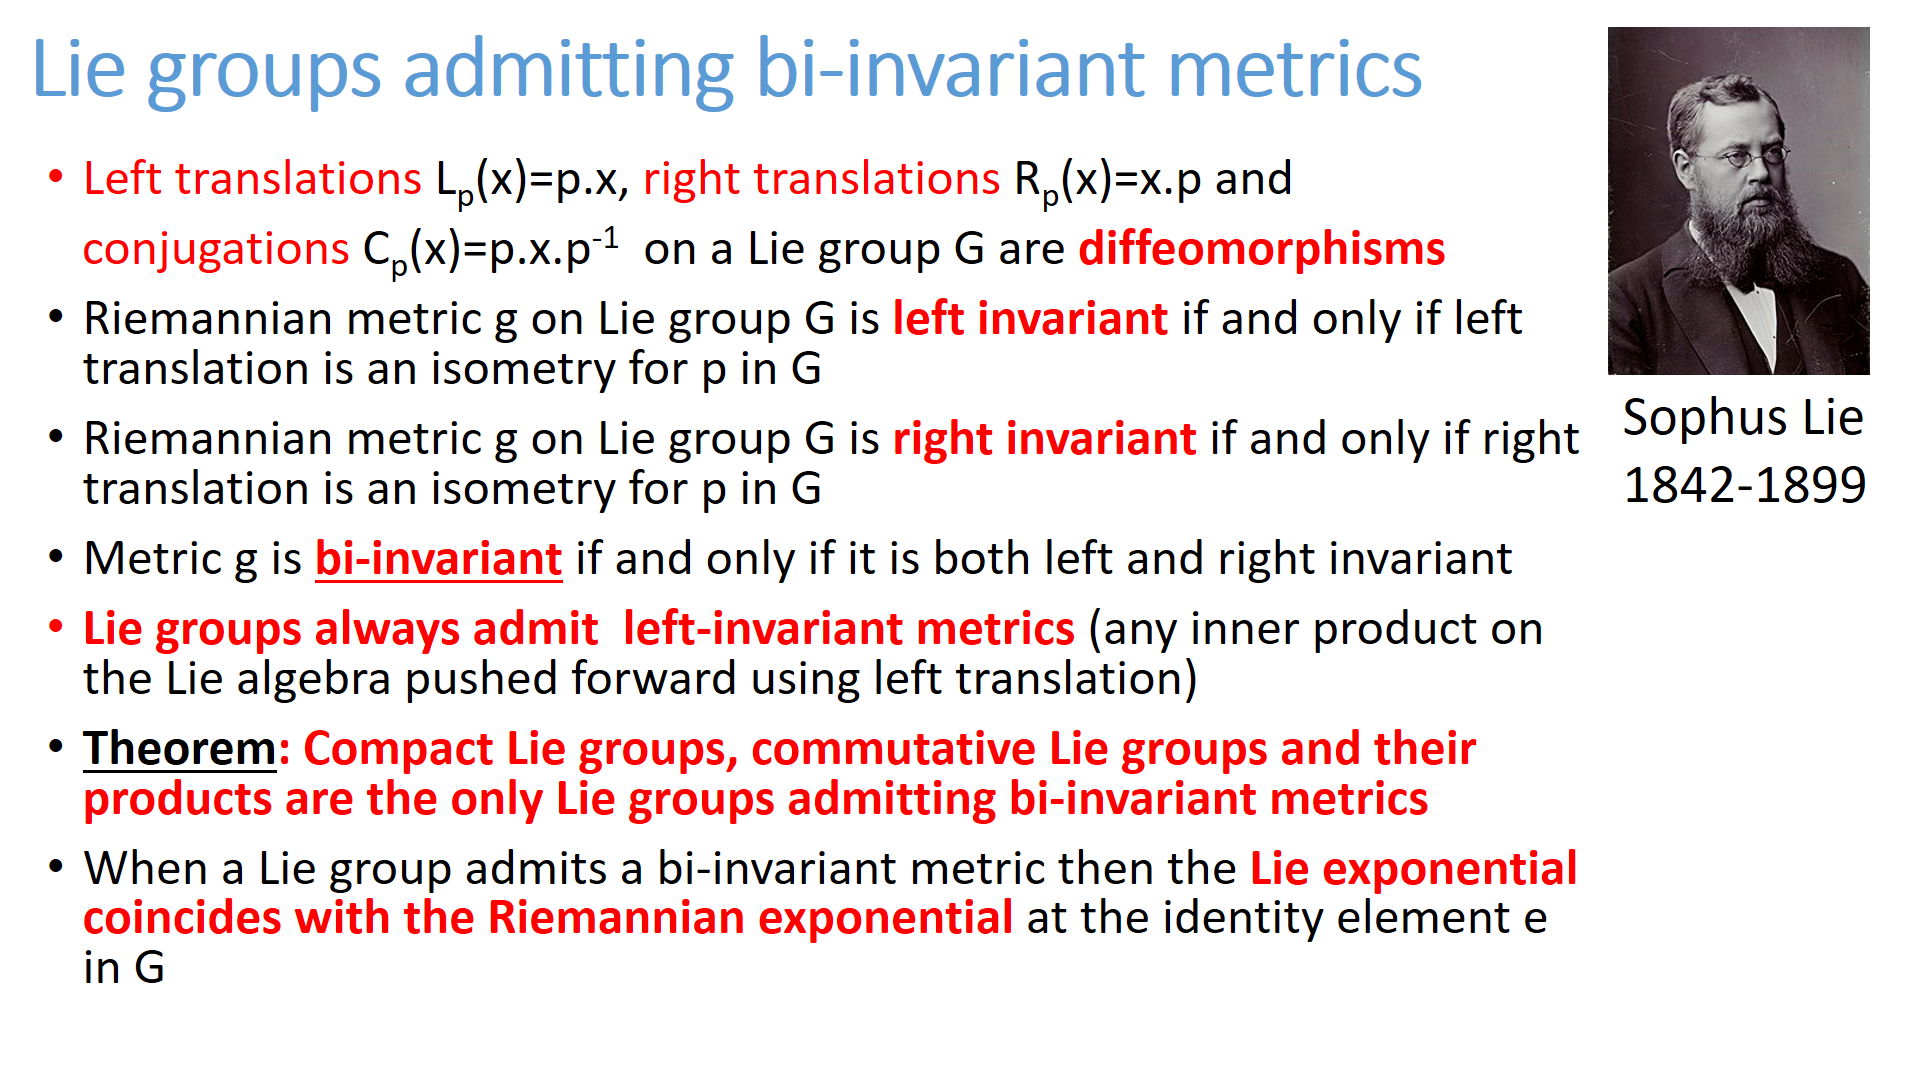 Lie groups admitting bi-invariant metrics
• Left translations Lₚ(x)=p.x, right translations Rₚ(x)=x.p and
conjugations Cₚ(x)=p.x.p⁻¹ on a Lie group G are diffeomorphisms
• Riemannian metric g on Lie group G is left invariant if and only if left
translation is an isometry for p in G
• Riemannian metric g on Lie group G is right invariant if and only if right
translation is an isometry for p in G
• Metric g is bi-invariant if and only if it is both left and right invariant
• Lie groups always admit left-invariant metrics (any inner product on
the Lie algebra pushed forward using left translation)
• Theorem: Compact Lie groups, commutative Lie groups and their
products are the only Lie groups admitting bi-invariant metrics
• When a Lie group admits a bi-invariant metric then the Lie exponential
coincides with the Riemannian exponential at the identity element e
in G
Sophus Lie
1842-1899